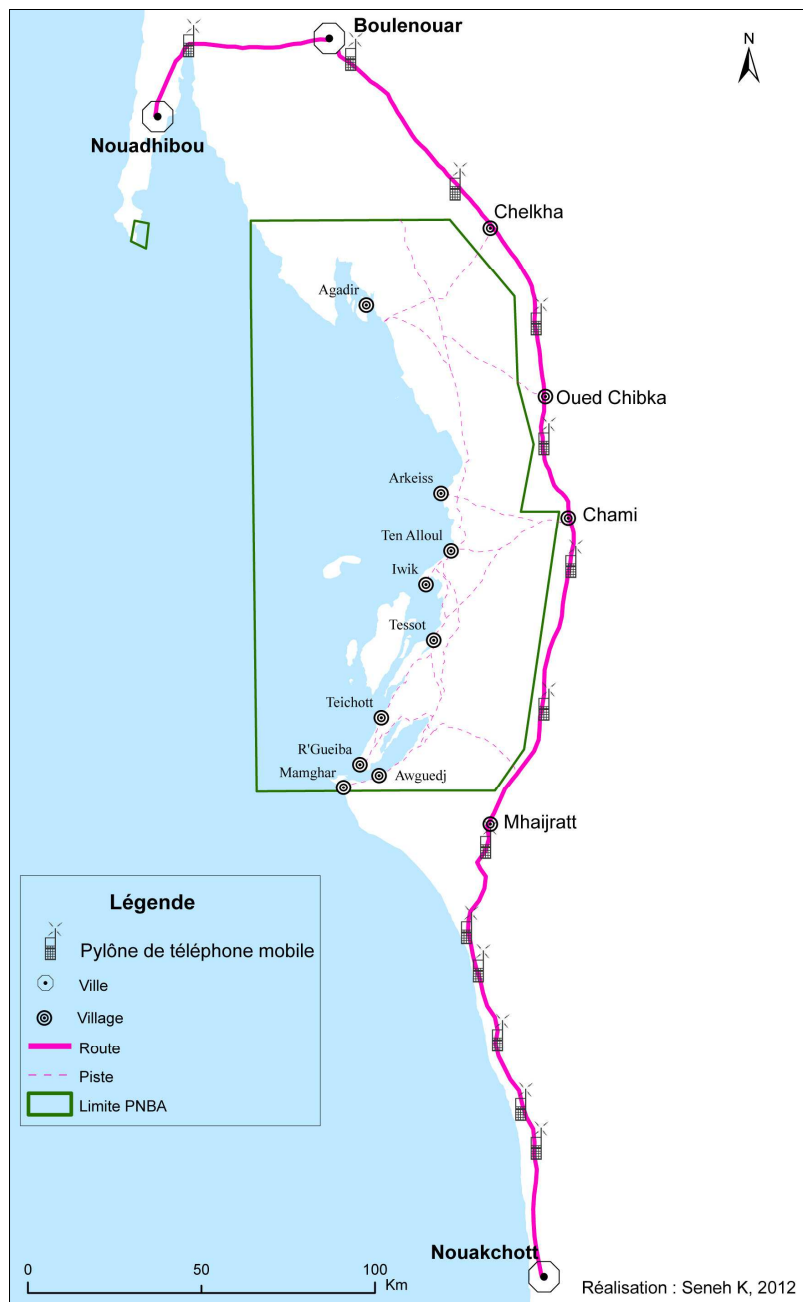 Boulenouar
N
Nouadhibou
Chelkha
Agadir
Oued Chibka
Arkeiss
Chami
Ten Alloul
Iwik
Tessot
Teichott
R'Gueiba
Mamghar
Awguedj
Mhaijratt
Légende
Pylône de téléphone mobile
Ville
Village
Route
Piste
Limite PNBA
Nouakchott
0 50 100
Km
Réalisation : Seneh K, 2012